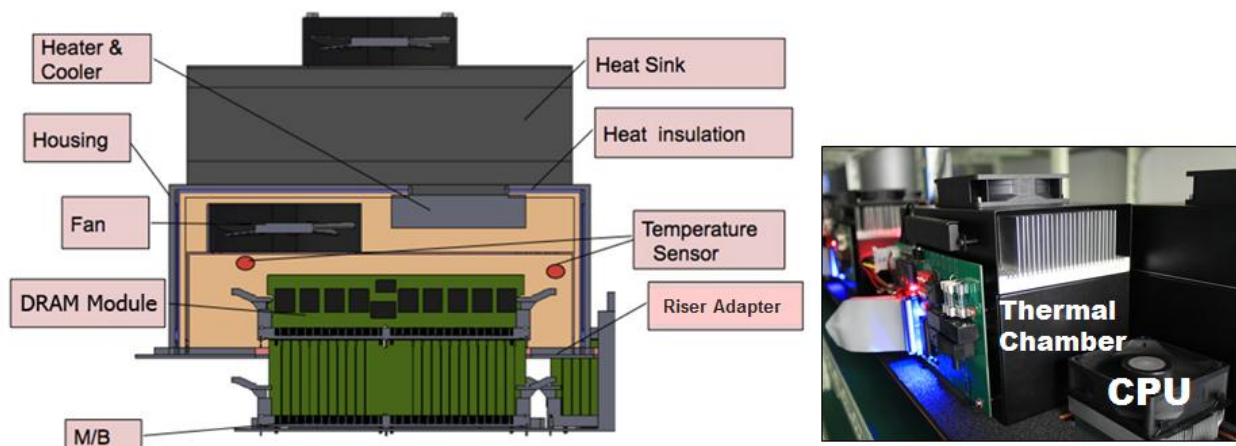 Heater &
Cooler
Housing
Fan
DRAM Module
M/B
Heat Sink
Heat  insulation
Temperature
Sensor
Riser Adapter
Thermal
Chamber
CPU